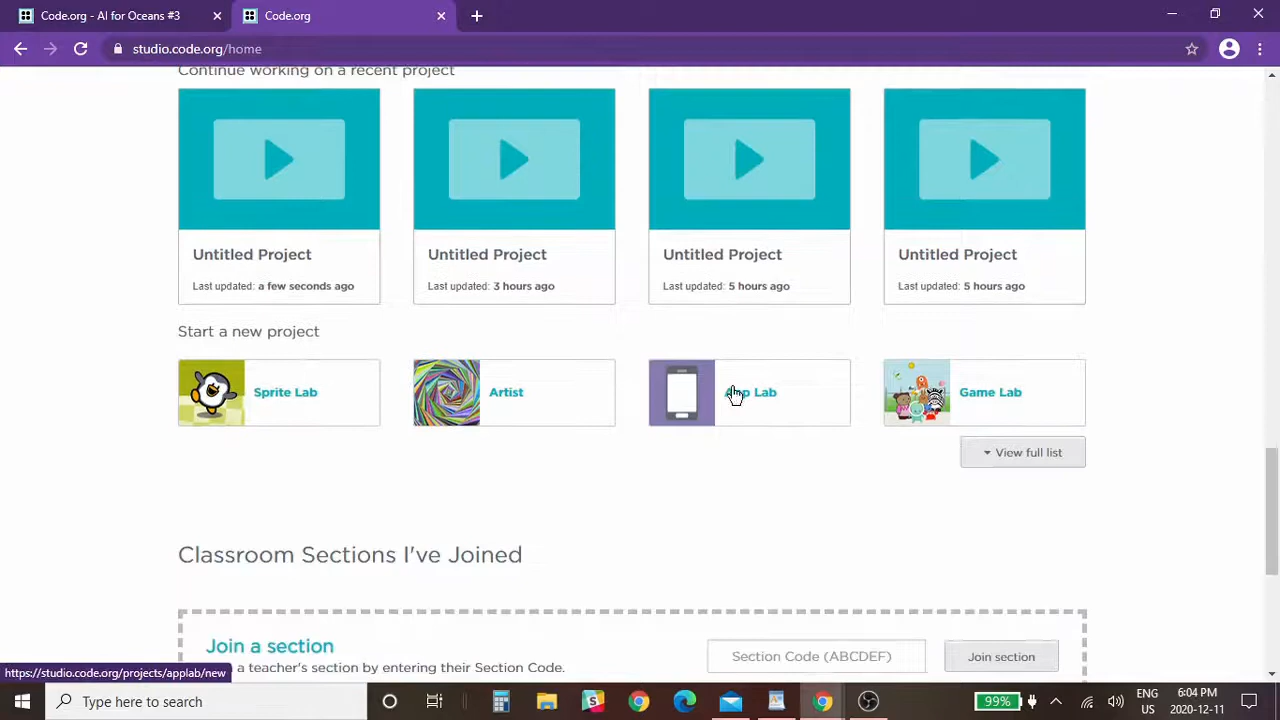 Code.org - AI for Oceans #3
Code.org
studio.code.org/home
Continue working on a recent project
Untitled Project
Last updated: a few seconds ago
Untitled Project
Last updated: 3 hours ago
Untitled Project
Last updated: 5 hours ago
Untitled Project
Last updated: 5 hours ago
Start a new project
Sprite Lab
Artist
App Lab
Game Lab
View full list
Classroom Sections I've Joined
Join a section
a teacher's section by entering their Section Code.
Section Code (ABCDEF)
Join section
https://studio.code.org/projects/applab/new
Type here to search
99%
ENG
US
6:04 PM
2020-12-11